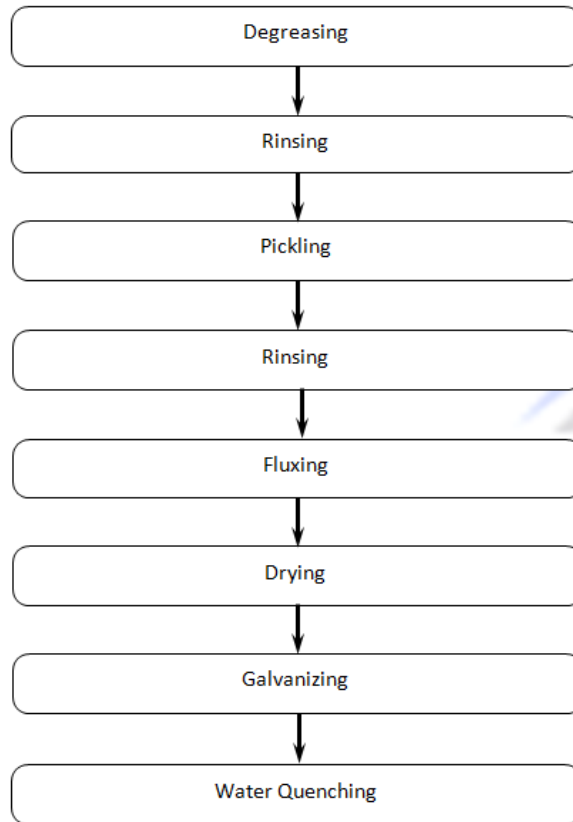 Degreasing
Rinsing
Pickling
Rinsing
Fluxing
Drying
Galvanizing
Water Quenching